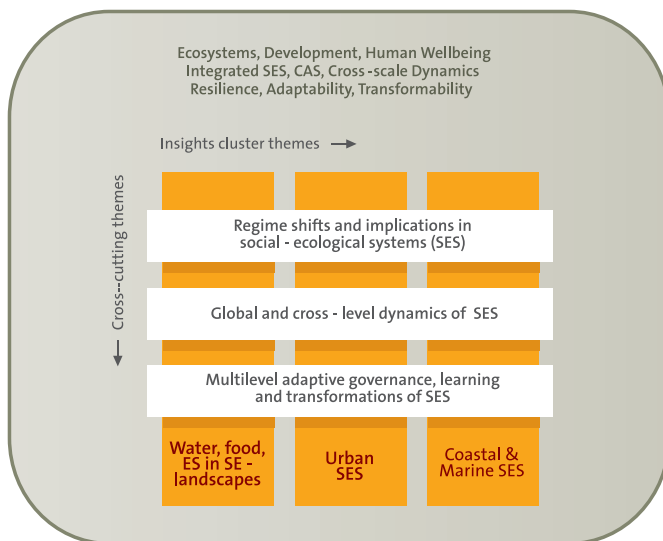 Ecosystems, Development, Human Wellbeing
Integrated SES, CAS, Cross-scale Dynamics
Resilience, Adaptability, Transformability
Insights cluster themes
Cross--cutting themes
Regime shifts and implications in
social - ecological systems (SES)
Global and cross - level dynamics of SES
Multilevel adaptive governance, learning
and transformations of SES
Water, food,
ES in SE -
landscapes
Urban
SES
Coastal &
Marine SES